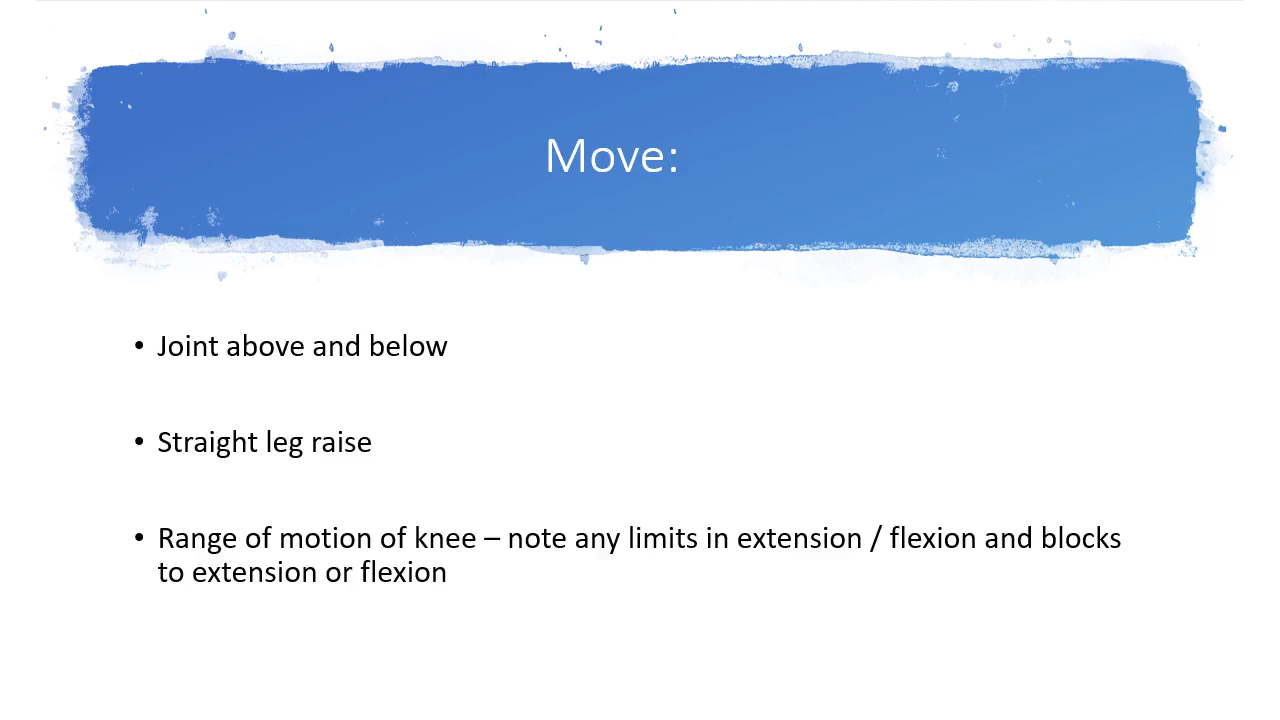 Move:
• Joint above and below
• Straight leg raise
• Range of motion of knee – note any limits in extension / flexion and blocks
to extension or flexion